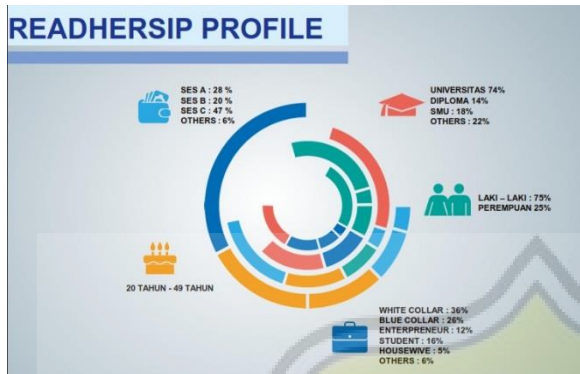 READHERSIP PROFILE
SES A : 28 %
SES B : 20 %
SES C : 47 %
OTHERS : 6%
UNIVERSITAS 74%
DIPLOMA 14%
SMU : 18%
OTHERS : 22%
LAKI – LAKI : 75%
PEREMPUAN 25%
20 TAHUN - 49 TAHUN
WHITE COLLAR : 36%
BLUE COLLAR : 26%
ENTERPRENEUR : 12%
STUDENT : 16%
HOUSEWIVE : 5%
OTHERS : 6%